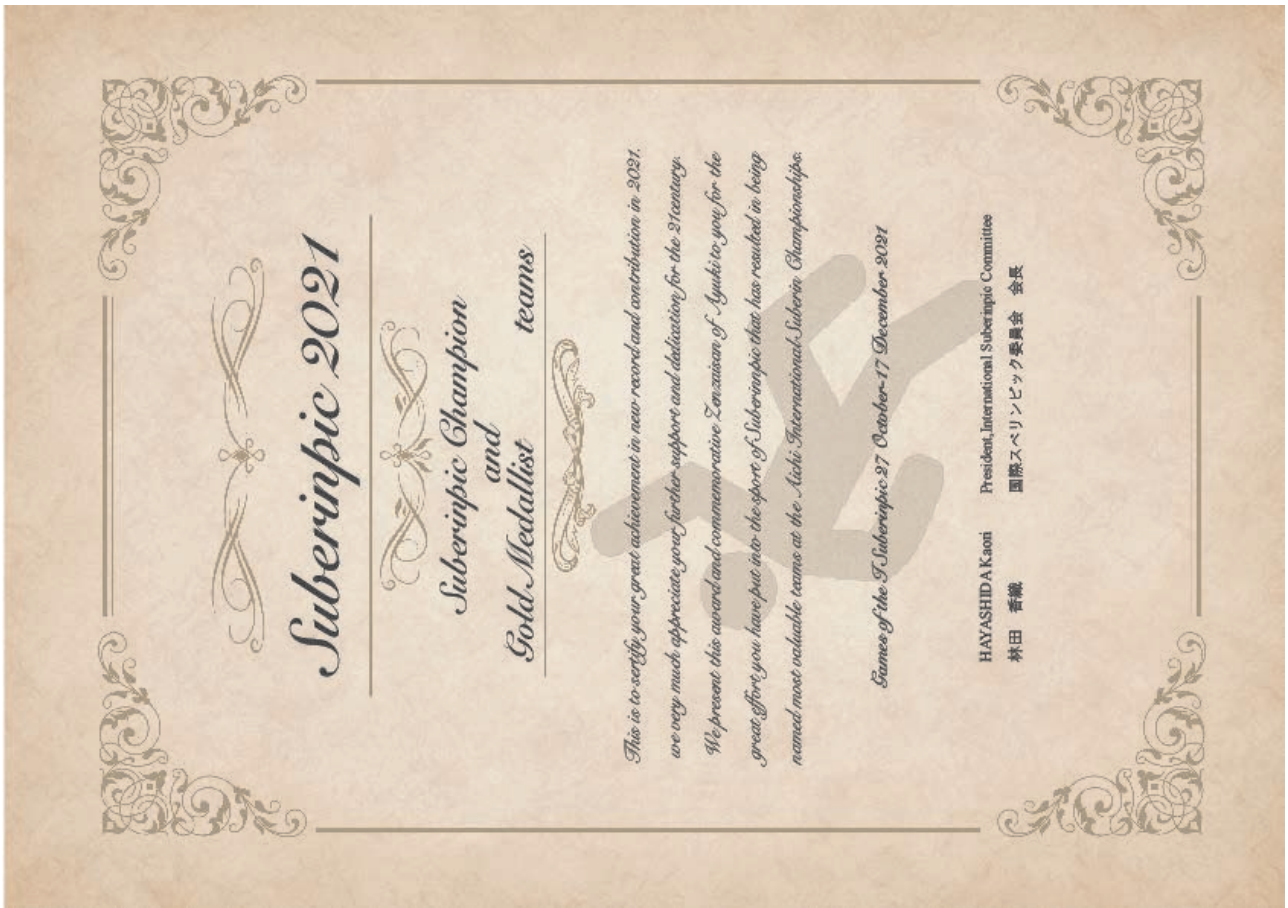 Suberinpic 2021
Suberinpic Champion
and
Gold Medallist teams
This is to sertify your great achievement in new record and contribution in 2021.
we very much appreciate your further support and dedication for the 21century.
We present this award and commemorative Zenzaisan of Ayuki to you for the
great effort you have put into the sport of Suberinnpic that has resulted in being
named most valuable teams at the Aichi International Suberin Championships.
Games of the T Suberinpic 27 October-17 December 2021
HAYASHIDA Kaori President,International Suberinpic Committee
林田 香織 国際スベリンピック委員会 会長